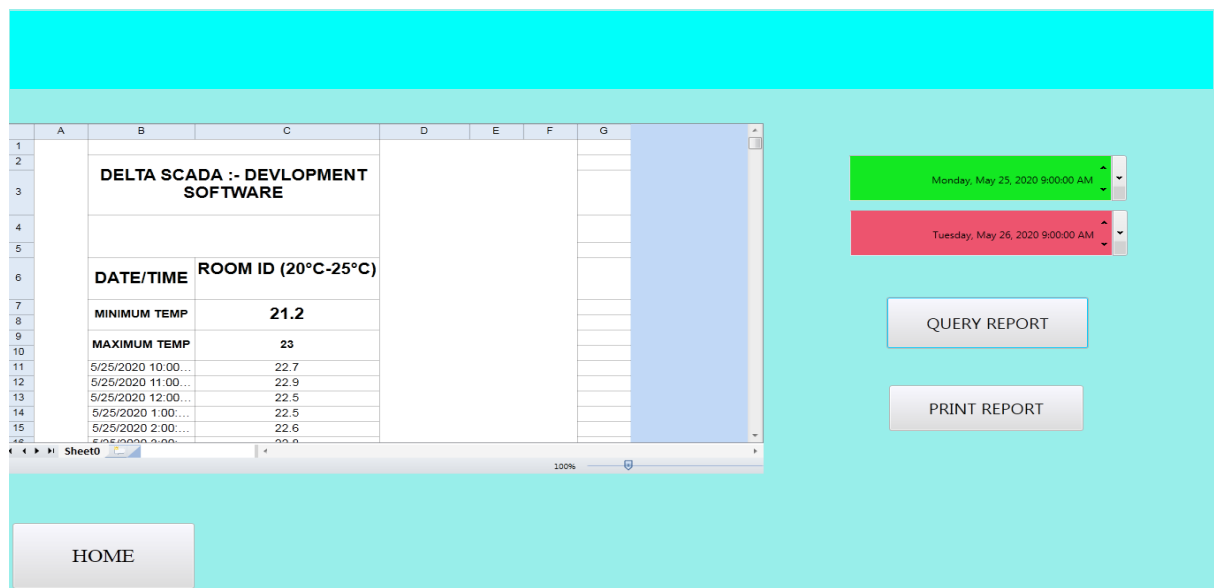 A B C D E F G
1
2
3 DELTA SCADA :- DEVLOPMENT
SOFTWARE
4
5
6 DATE/TIME ROOM ID (20°C-25°C)
7
8 MINIMUM TEMP 21.2
9
10 MAXIMUM TEMP 23
11 5/25/2020 10:00... 22.7
12 5/25/2020 11:00... 22.9
13 5/25/2020 12:00... 22.5
14 5/25/2020 1:00:... 22.5
15 5/25/2020 2:00:... 22.6
Sheet0
100%
Monday, May 25, 2020 9:00:00 AM
Tuesday, May 26, 2020 9:00:00 AM
QUERY REPORT
PRINT REPORT
HOME